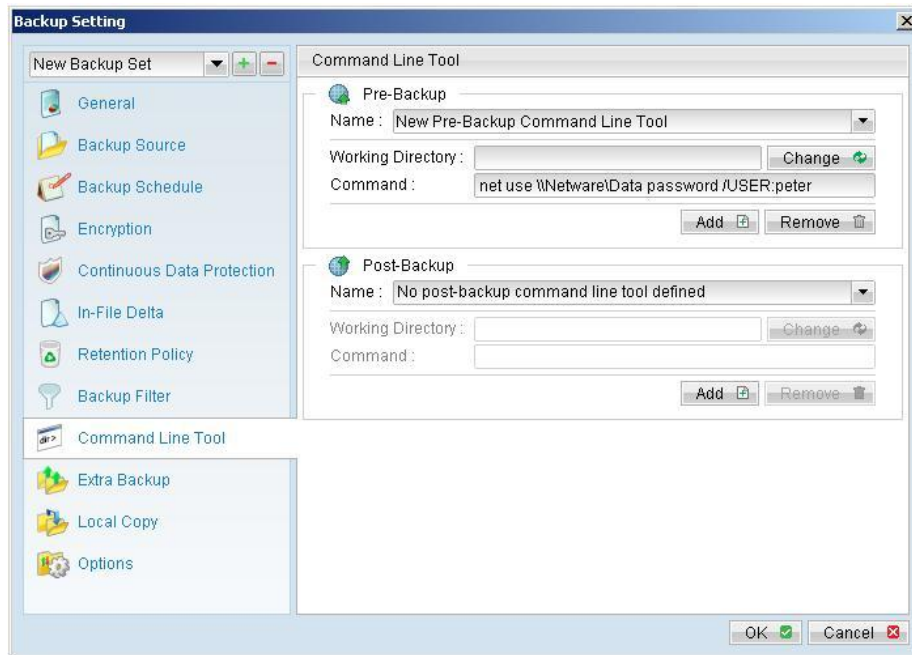 Backup Setting
New Backup Set
General
Backup Source
Backup Schedule
Encryption
Continuous Data Protection
In-File Delta
Retention Policy
Backup Filter
dir >
Command Line Tool
Extra Backup
Local Copy
Options
Command Line Tool
Pre-Backup
Name : New Pre-Backup Command Line Tool
Working Directory : Change
Command : net use \\Netware\Data password /USER:peter
Add Remove
Post-Backup
Name : No post-backup command line tool defined
Working Directory : Change
Command :
Add Remove
OK Cancel